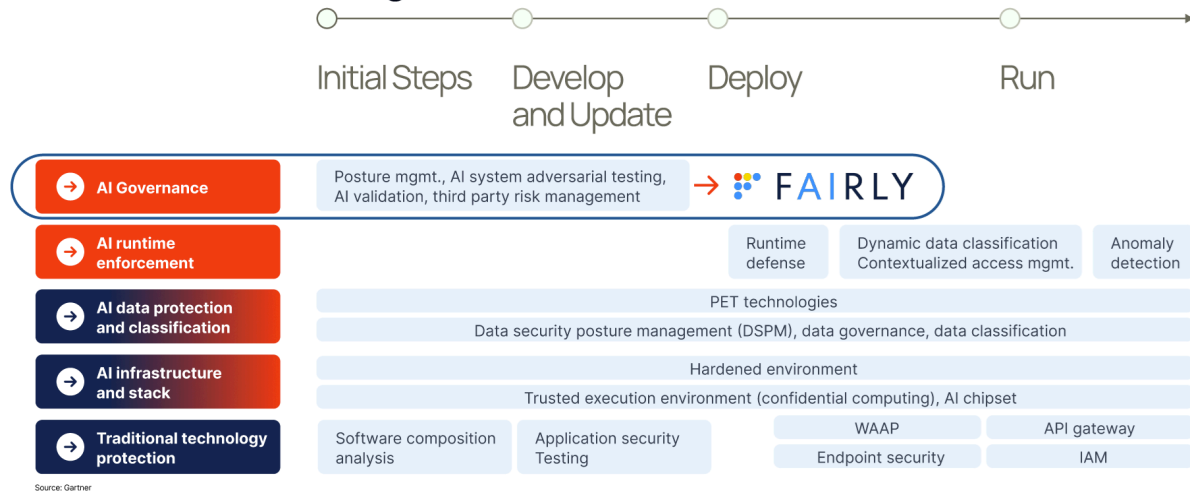 Initial Steps
Develop
and Update
Deploy
Run
AI Governance
Posture mgmt., AI system adversarial testing,
AI validation, third party risk management
FAIRLY
AI runtime
enforcement
Runtime
defense
Dynamic data classification
Contextualized access mgmt.
Anomaly
detection
AI data protection
and classification
PET technologies
Data security posture management (DSPM), data governance, data classification
AI infrastructure
and stack
Hardened environment
Trusted execution environment (confidential computing), AI chipset
Traditional technology
protection
Software composition
analysis
Application security
Testing
WAAP
API gateway
Endpoint security
IAM
Source: Gartner